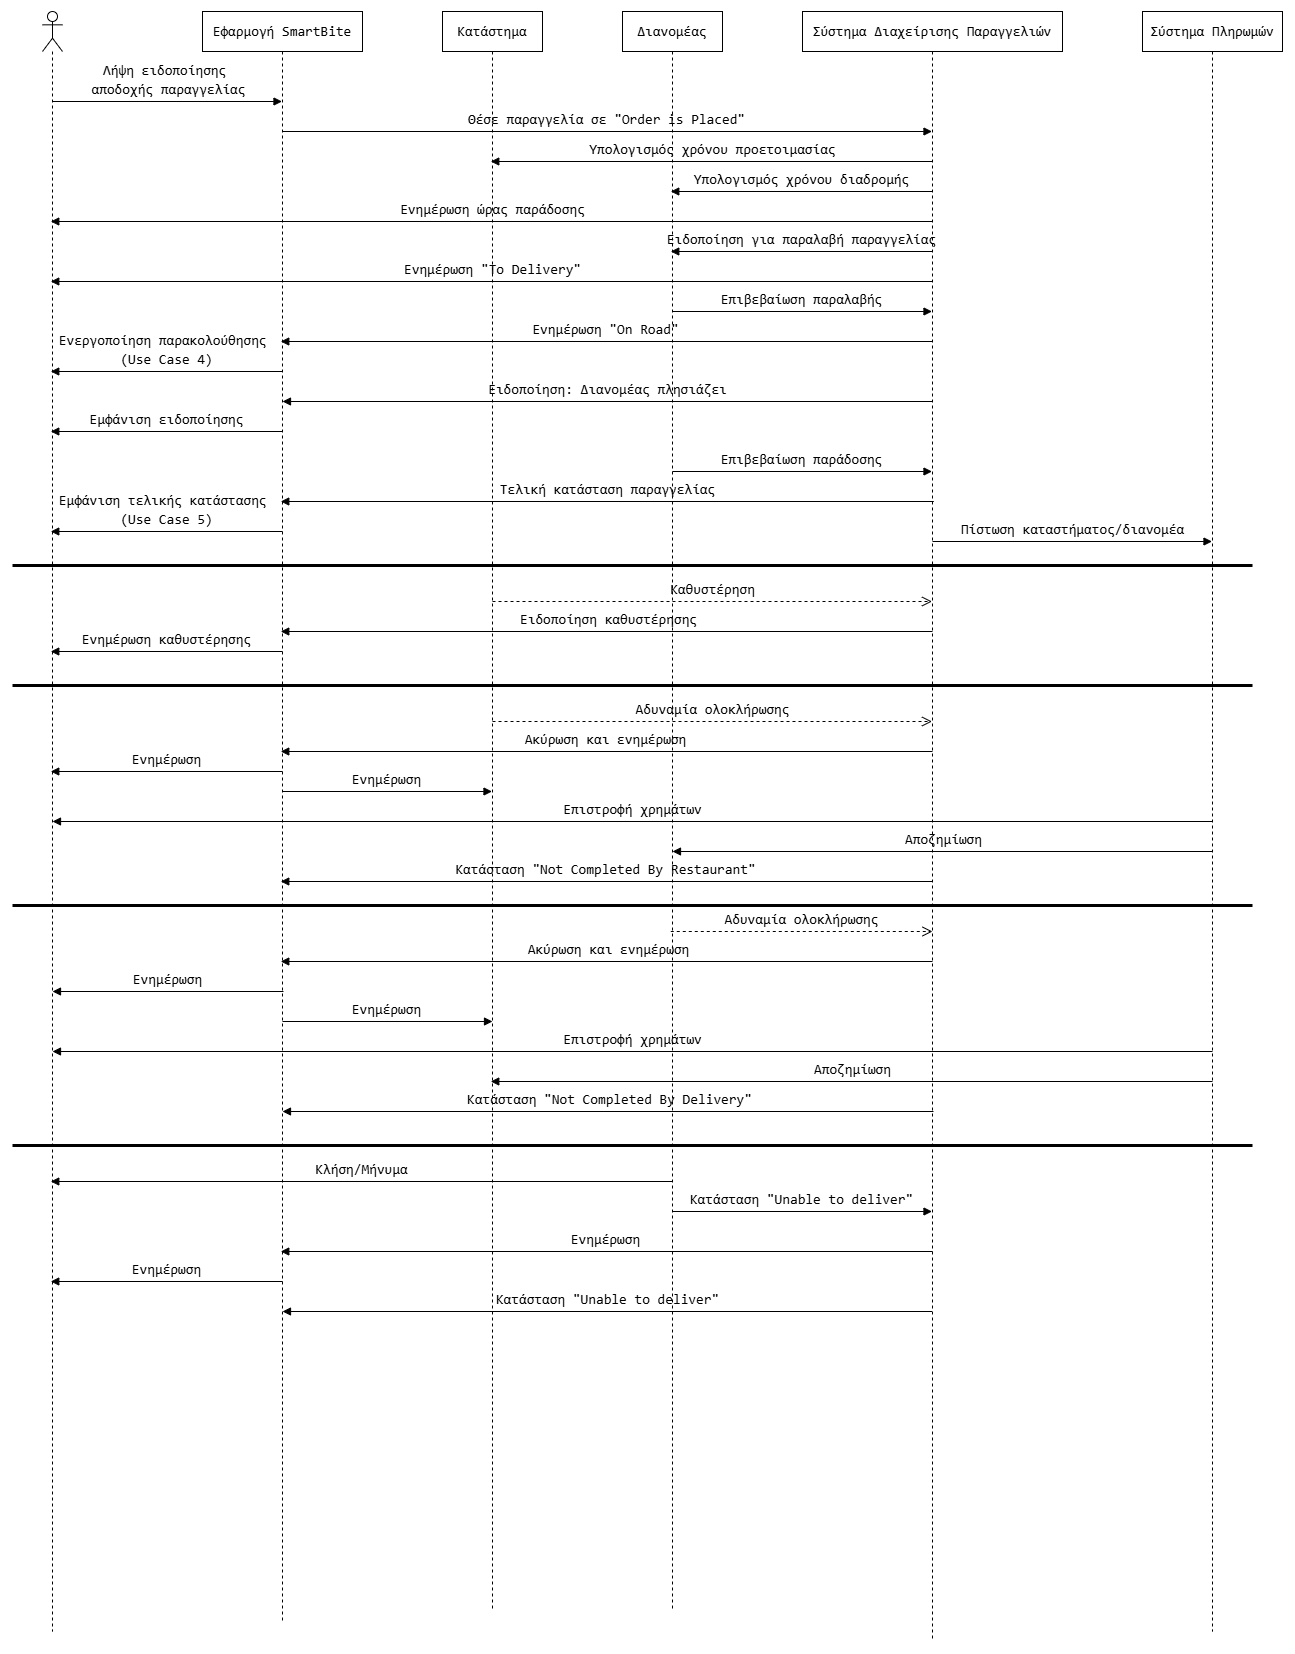 Εφαρμογή SmartBite
Κατάστημα
Διανομέας
Σύστημα Διαχείρισης Παραγγελιών
Σύστημα Πληρωμών
Λήψη ειδοποίησης
αποδοχής παραγγελίας
Θέσε παραγγελία σε "Order is Placed"
Υπολογισμός χρόνου προετοιμασίας
Υπολογισμός χρόνου διαδρομής
Ενημέρωση ώρας παράδοσης
Ειδοποίηση για παραλαβή παραγγελίας
Ενημέρωση "To Delivery"
Επιβεβαίωση παραλαβής
Ενημέρωση "On Road"
Ενεργοποίηση παρακολούθησης
(Use Case 4)
Ειδοποίηση: Διανομέας πλησιάζει
Εμφάνιση ειδοποίησης
Επιβεβαίωση παράδοσης
Τελική κατάσταση παραγγελίας
Εμφάνιση τελικής κατάστασης
(Use Case 5)
Πίστωση καταστήματος/διανομέα
Καθυστέρηση
Ειδοποίηση καθυστέρησης
Ενημέρωση καθυστέρησης
Αδυναμία ολοκλήρωσης
Ακύρωση και ενημέρωση
Ενημέρωση
Ενημέρωση
Επιστροφή χρημάτων
Αποζημίωση
Κατάσταση "Not Completed By Restaurant"
Αδυναμία ολοκλήρωσης
Ακύρωση και ενημέρωση
Ενημέρωση
Ενημέρωση
Επιστροφή χρημάτων
Αποζημίωση
Κατάσταση "Not Completed By Delivery"
Κλήση/Μήνυμα
Κατάσταση "Unable to deliver"
Ενημέρωση
Ενημέρωση
Κατάσταση "Unable to deliver"